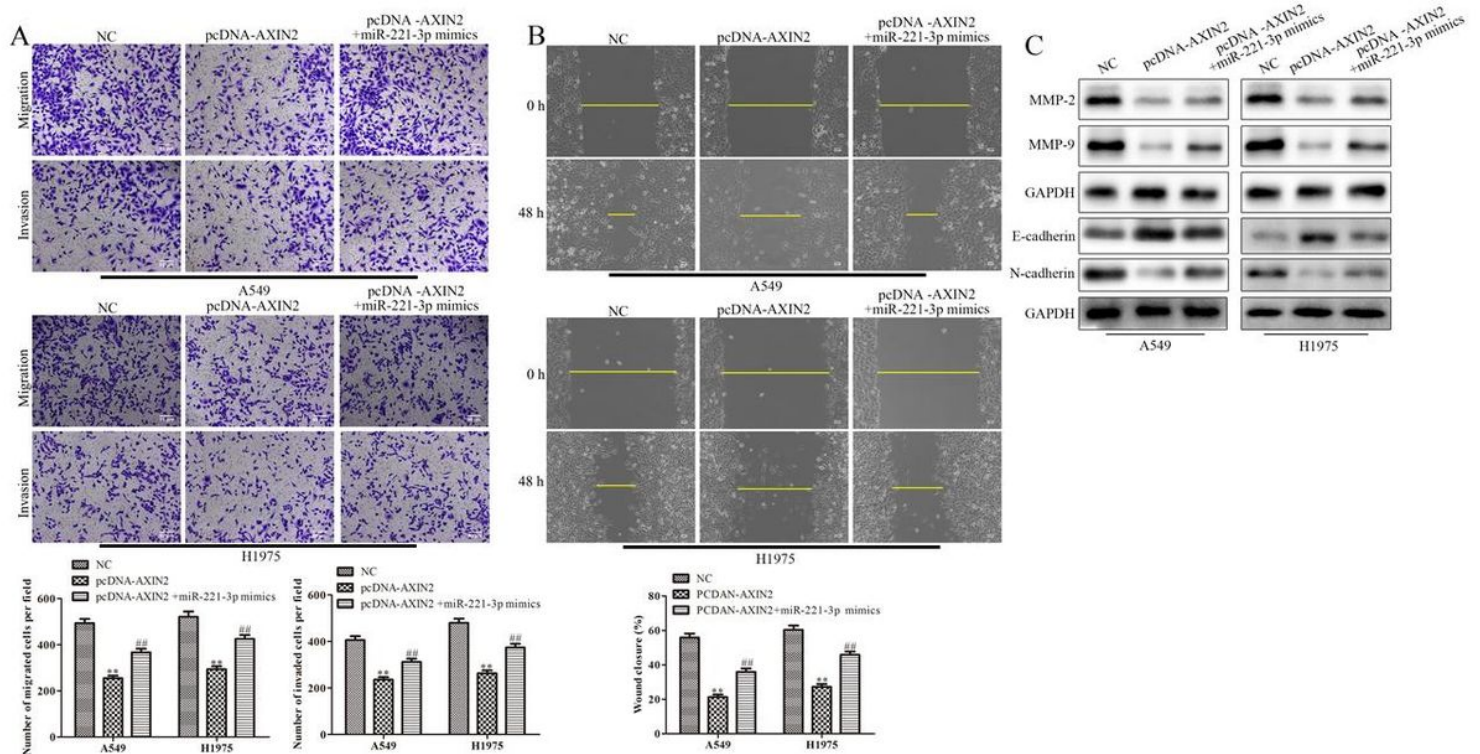 A
NC
pcDNA-AXIN2
pcDNA -AXIN2
+miR-221-3p mimics
Migration
Invasion
A549
NC
pcDNA-AXIN2
pcDNA -AXIN2
+miR-221-3p mimics
Migration
Invasion
H1975
NC
pcDNA-AXIN2
pcDNA-AXIN2 +miR-221-3p mimics
Number of migrated cells per field
600
400
200
0
**
##
**
##
A549
H1975
NC
pcDNA-AXIN2
pcDNA-AXIN2 +miR-221-3p mimics
Number of invaded cells per field
600
400
200
0
**
##
**
##
A549
H1975
B
NC
pcDNA-AXIN2
pcDNA -AXIN2
+miR-221-3p mimics
0 h
48 h
A549
NC
pcDNA-AXIN2
pcDNA -AXIN2
+miR-221-3p mimics
0 h
48 h
H1975
NC
PCDAN-AXIN2
PCDAN-AXIN2+miR-221-3p mimics
Wound closure (%)
80
60
40
20
0
**
##
**
##
A549
H1975
C
NC
pcDNA-AXIN2
pcDNA -AXIN2
+miR-221-3p mimics
NC
pcDNA-AXIN2
pcDNA -AXIN2
+miR-221-3p mimics
MMP-2
MMP-9
GAPDH
E-cadherin
N-cadherin
GAPDH
A549
H1975